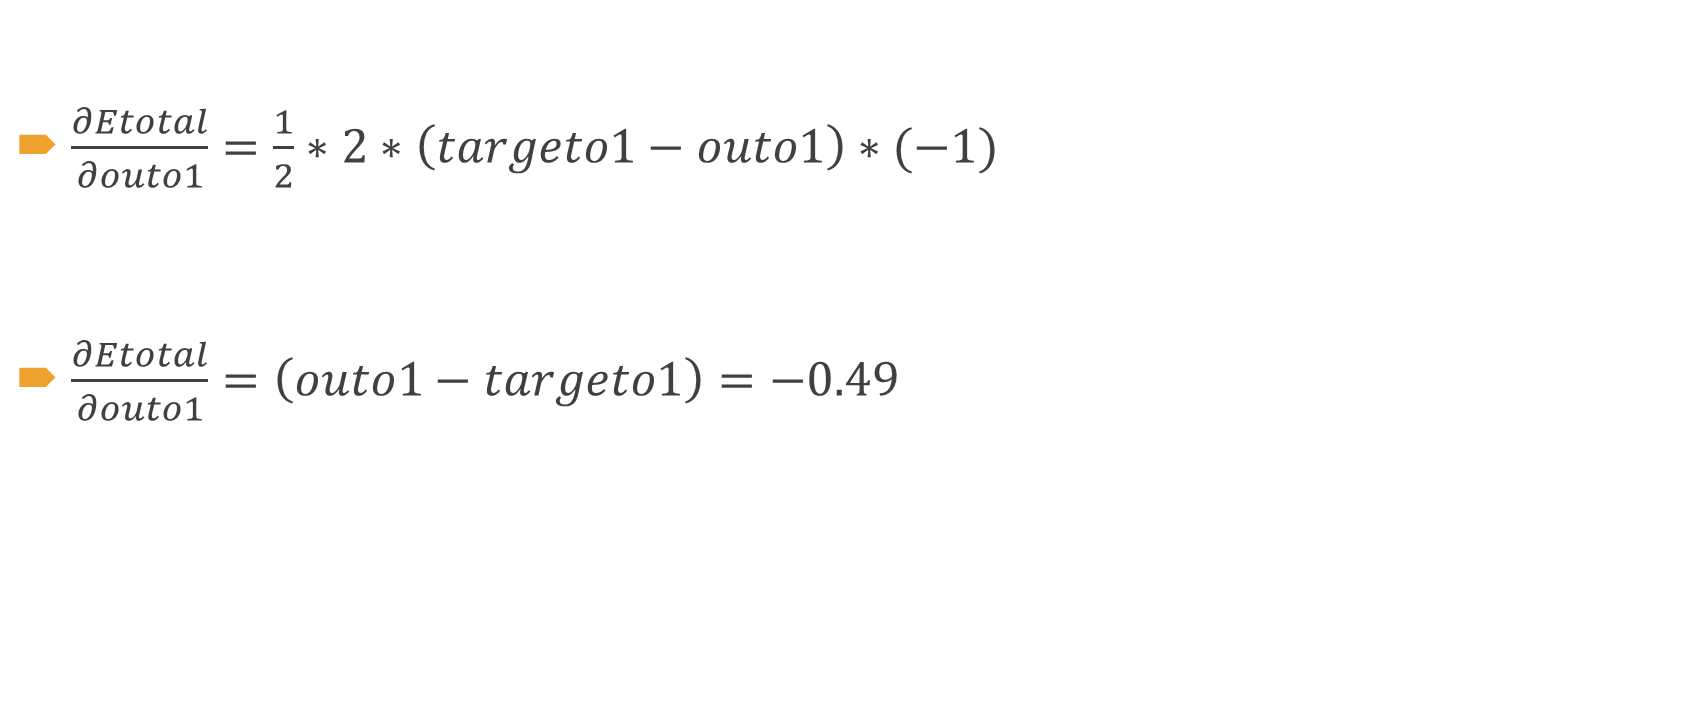 ∂Etotal/∂outo1 = 1/2 ∗ 2 ∗ (targeto1 − outo1) ∗ (−1)
∂Etotal/∂outo1 = (outo1 − targeto1) = −0.49